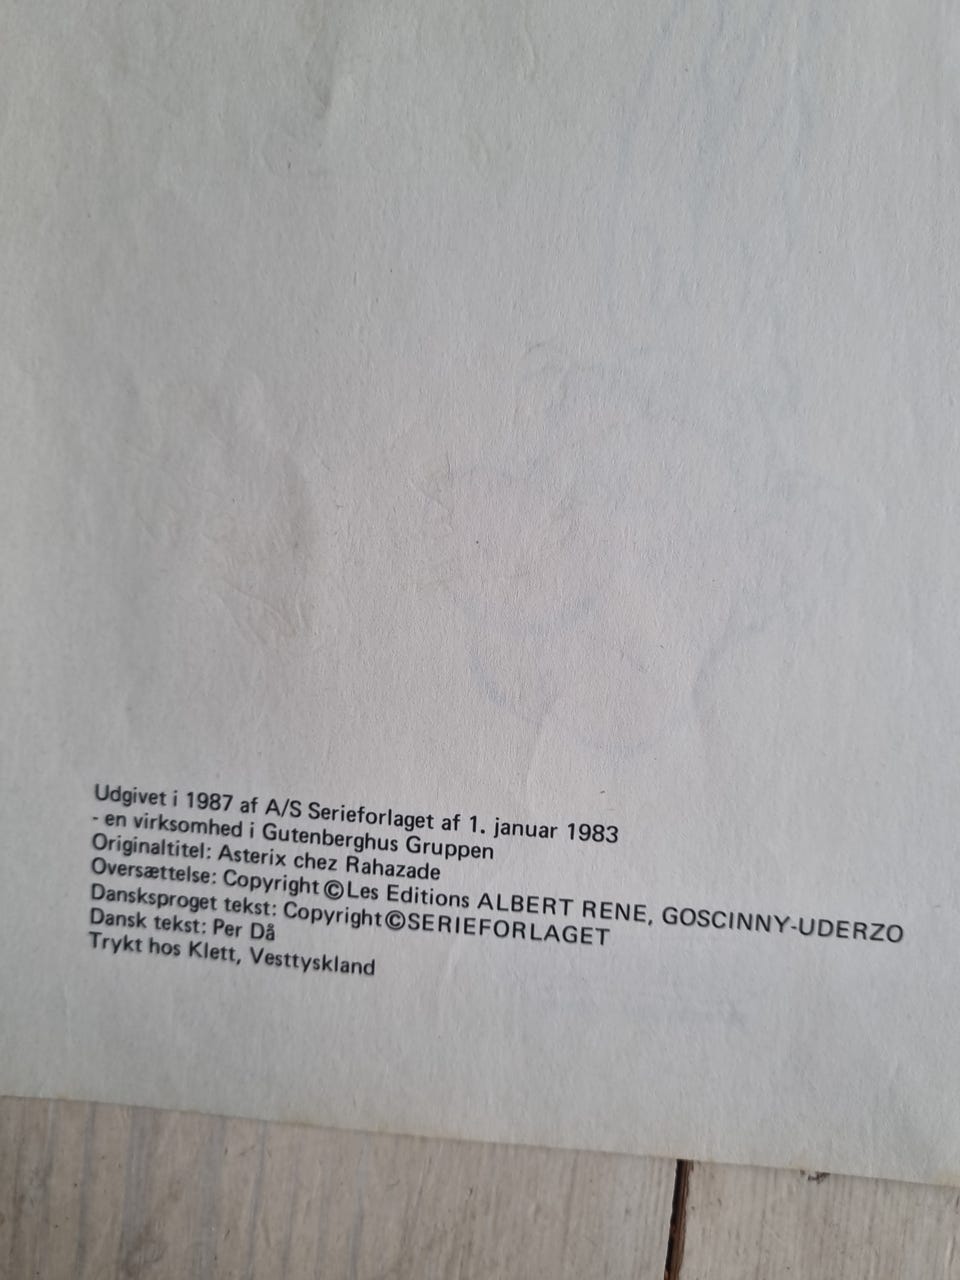 Udgivet i 1987 af A/S Serieforlaget af 1. januar 1983
- en virksomhed i Gutenberghus Gruppen
Originaltitel: Asterix chez Rahazade
Oversættelse: Copyright © Les Editions ALBERT RENE, GOSCINNY-UDERZO
Dansksproget tekst: Copyright © SERIEFORLAGET
Dansk tekst: Per Då
Trykt hos Klett, Vesttyskland